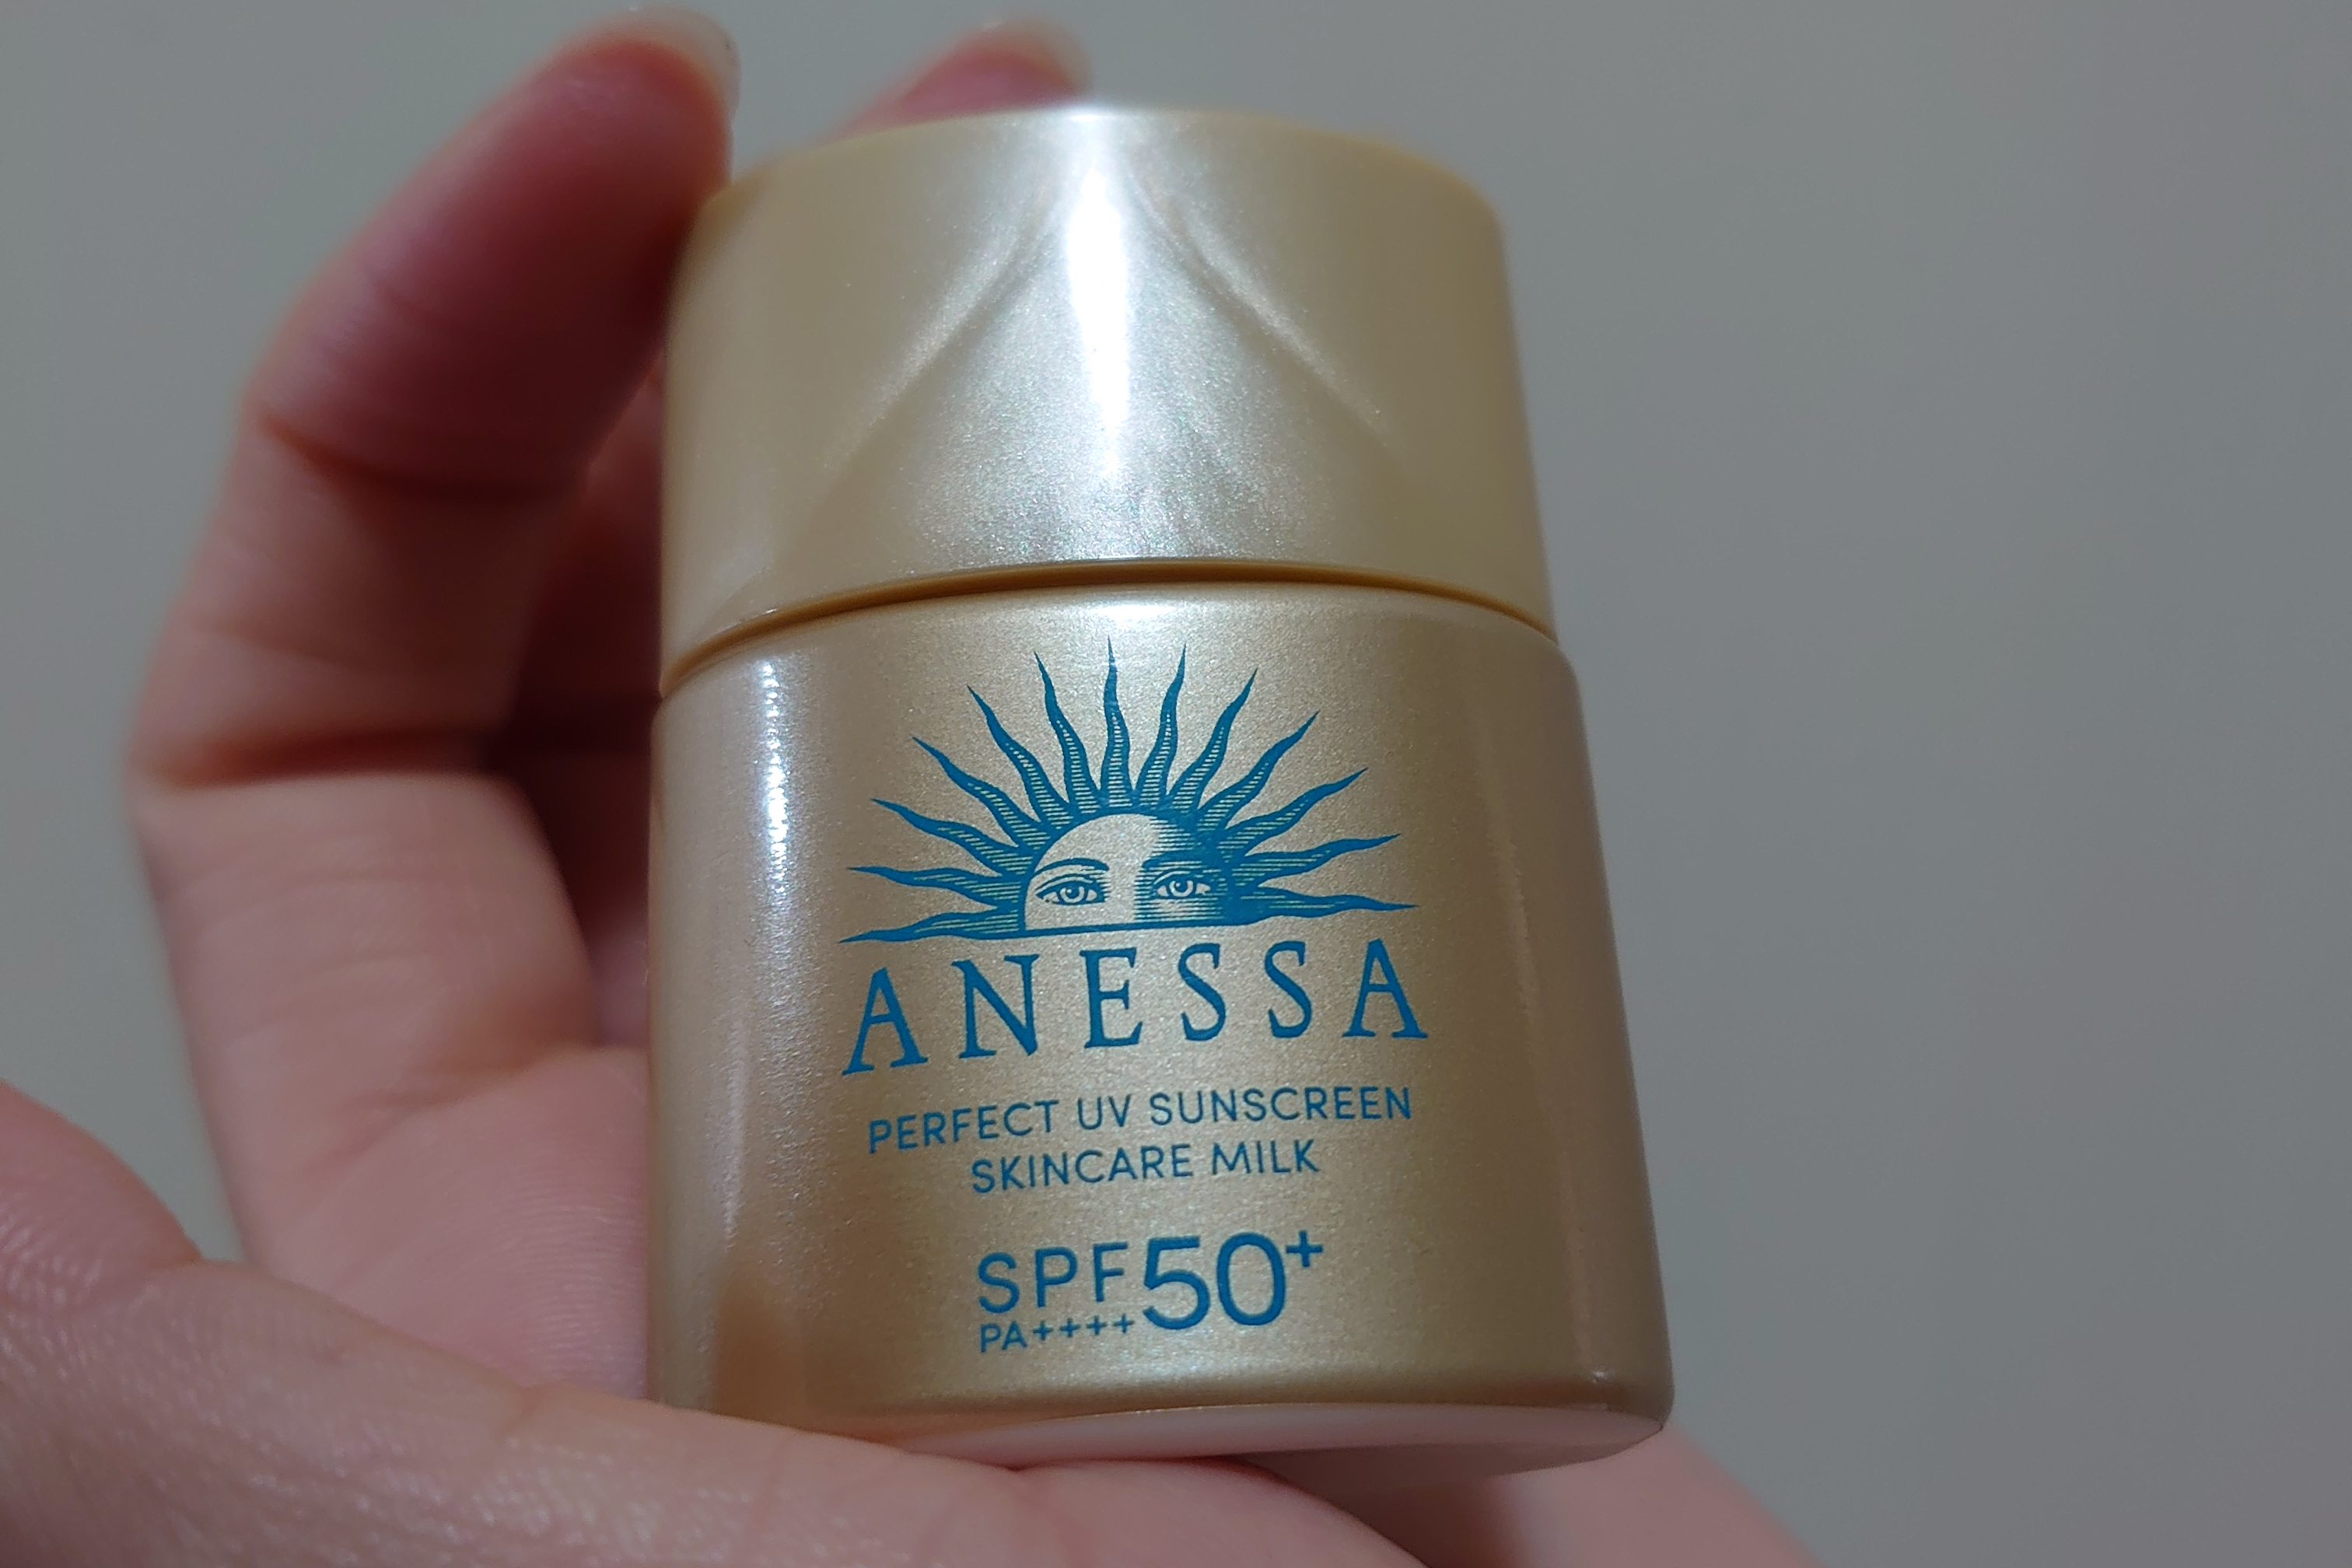 ANESSA
PERFECT UV SUNSCREEN
SKINCARE MILK
SPF50+
PA++++